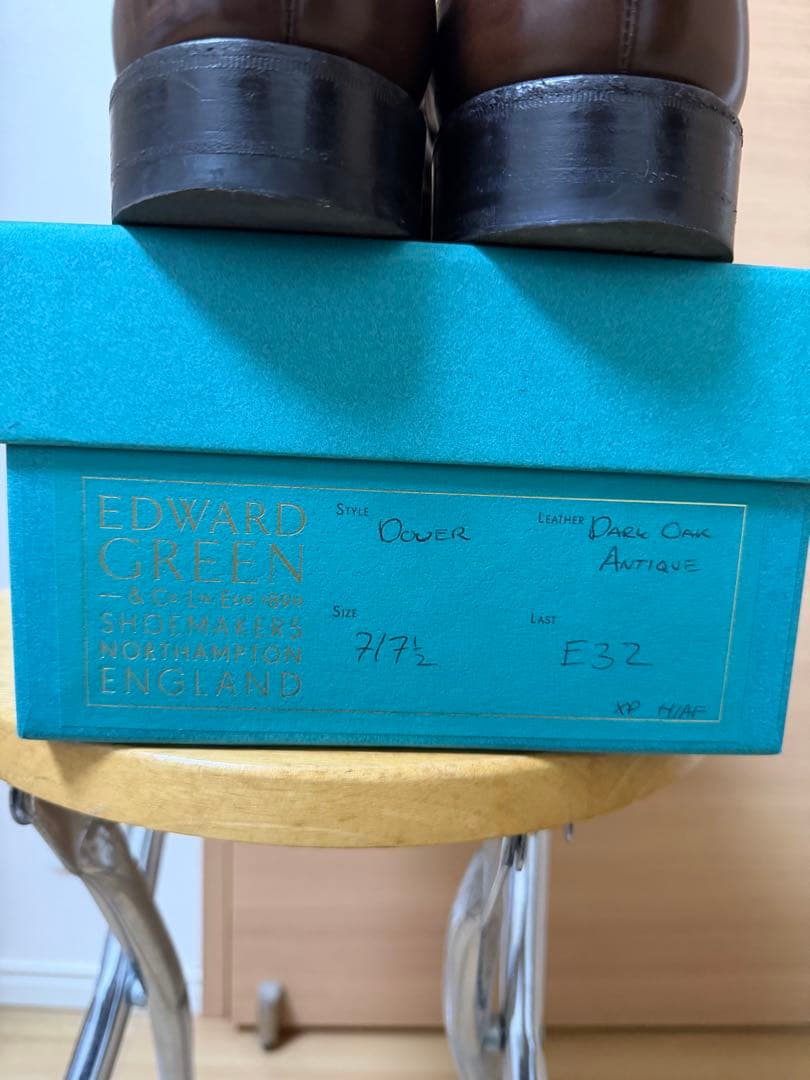 EDWARD
GREEN
— & Co Ltd Est 1890
SHOEMAKERS
NORTHAMPTON
ENGLAND
STYLE DOVER
LEATHER DARK OAK
ANTIQUE
SIZE
7/7½
LAST
E32
XP